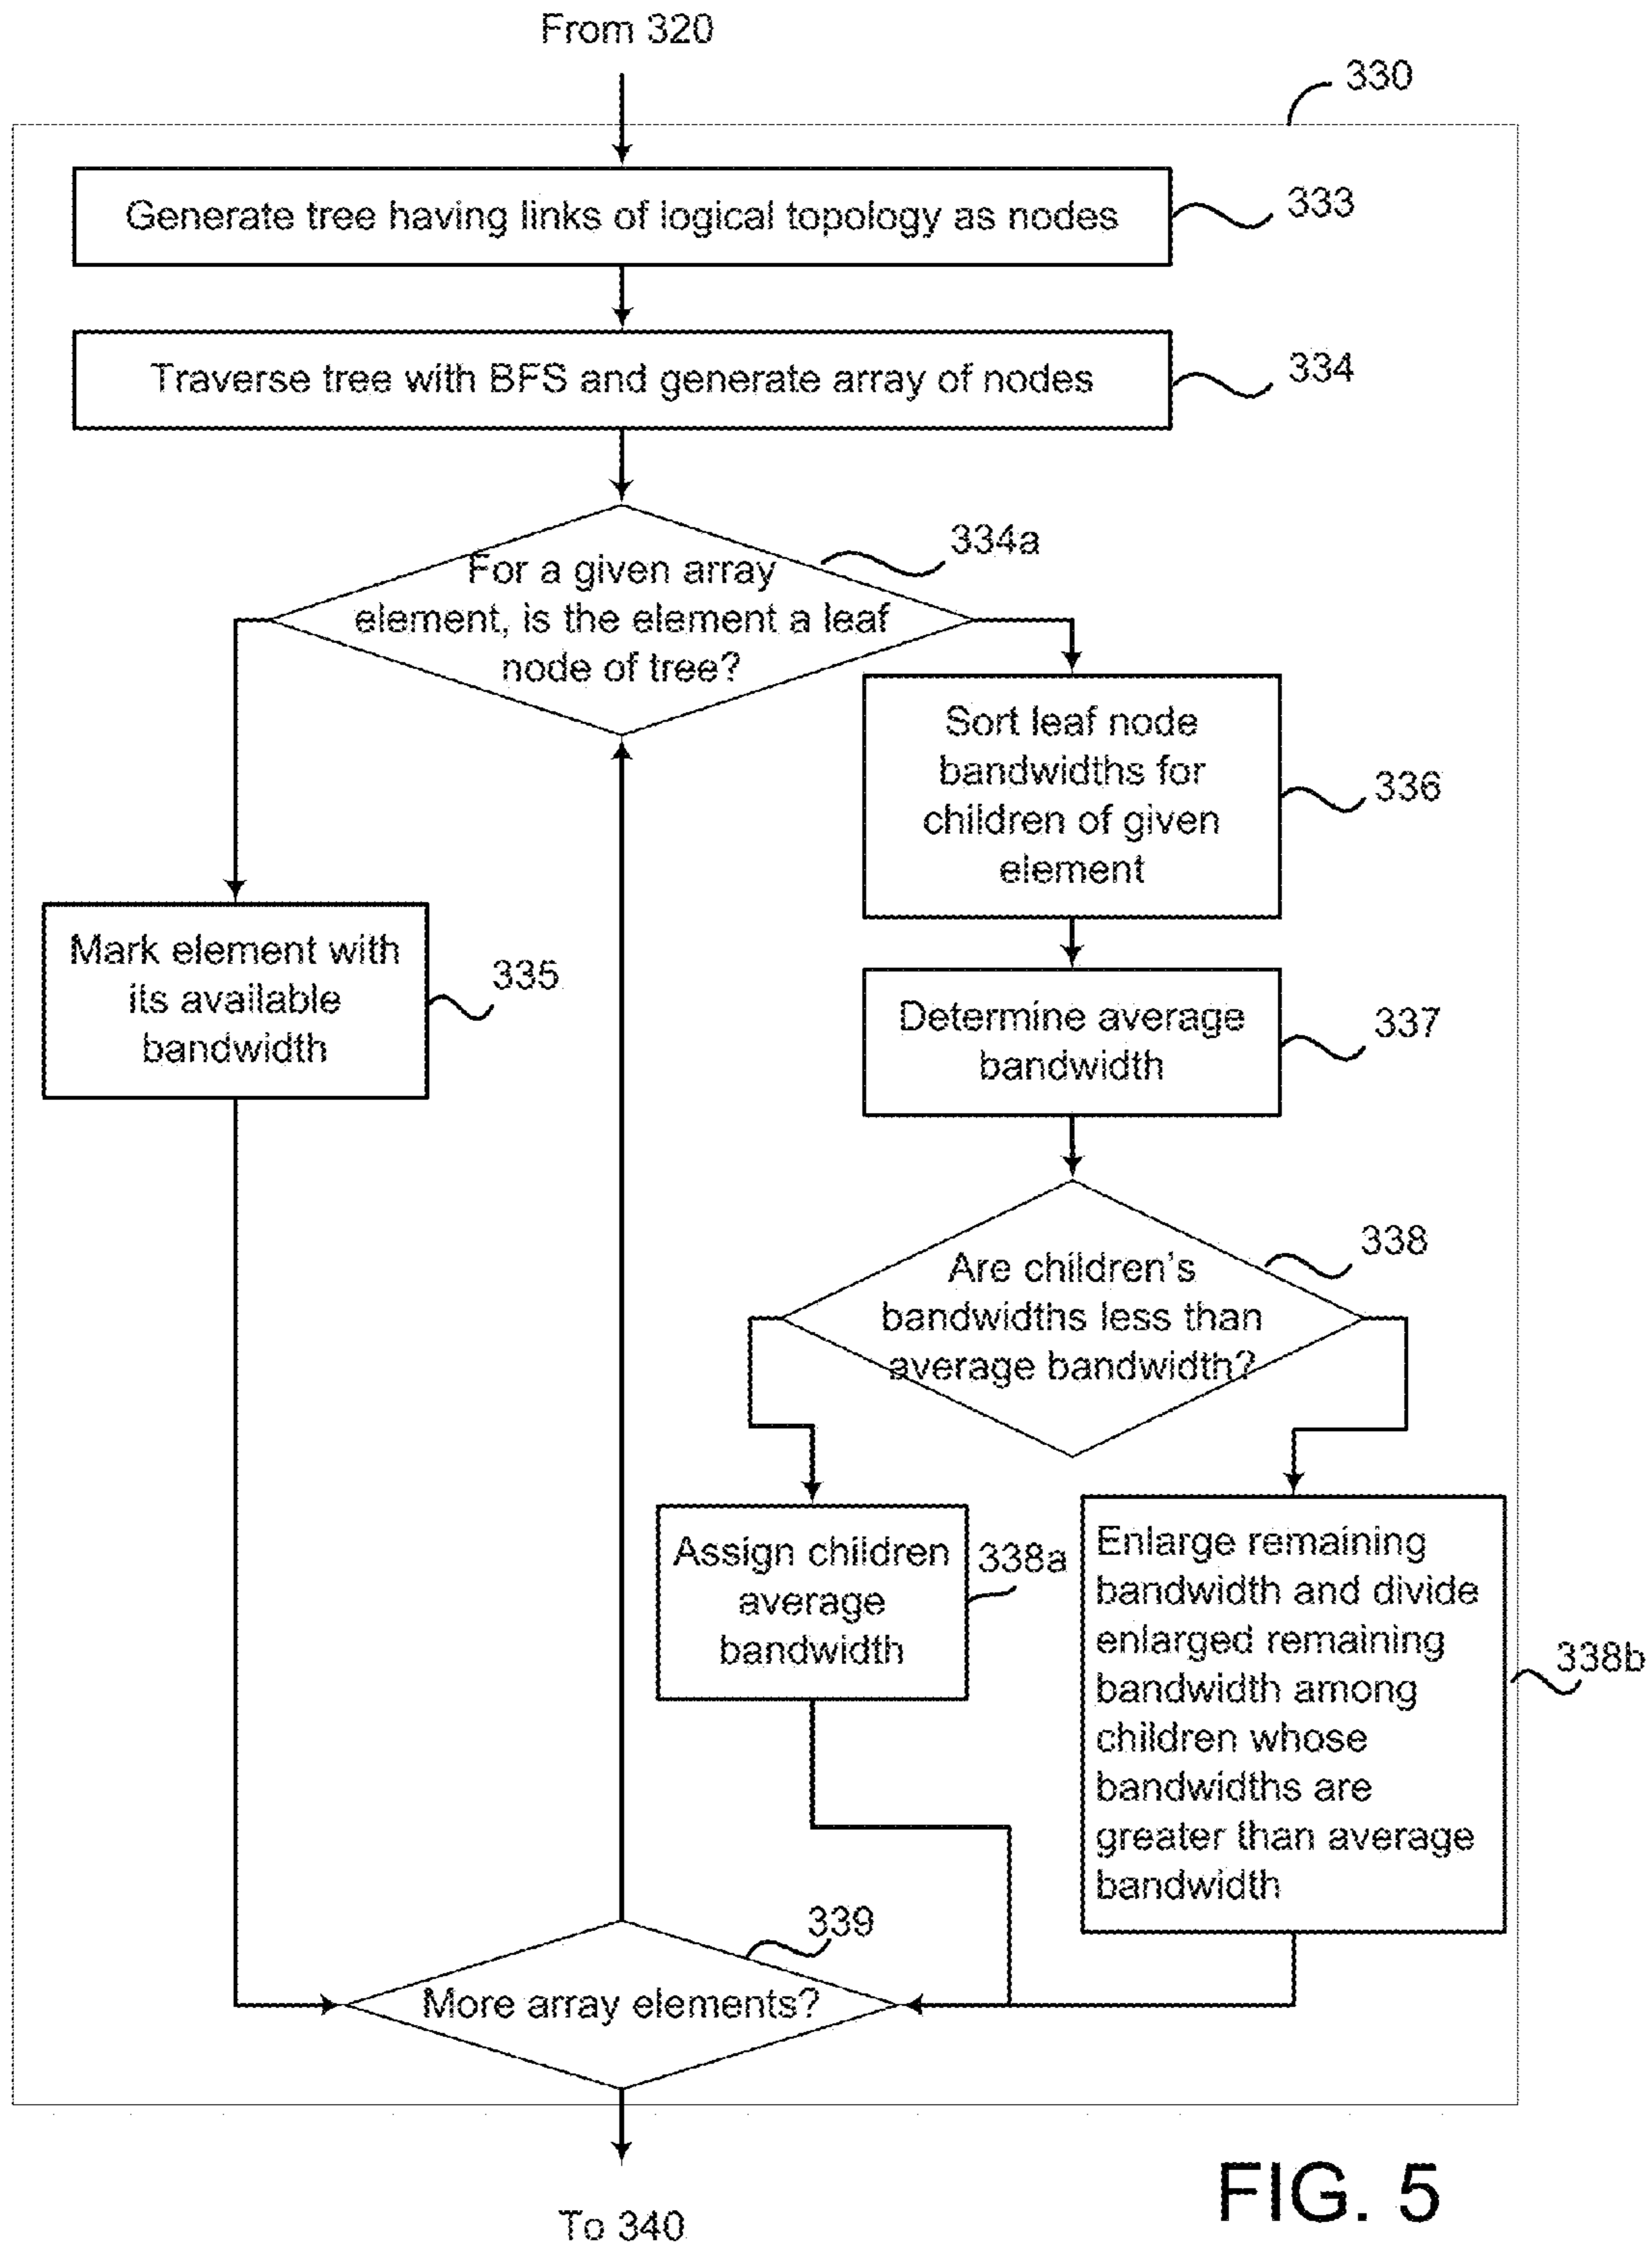 From 320
330
Generate tree having links of logical topology as nodes
333
Traverse tree with BFS and generate array of nodes
334
334a
For a given array
element, is the element a leaf
node of tree?
Sort leaf node
bandwidths for
children of given
element
336
Mark element with
its available
bandwidth
335
Determine average
bandwidth
337
338
Are children's
bandwidths less than
average bandwidth?
Assign children
average
bandwidth
338a
Enlarge remaining
bandwidth and divide
enlarged remaining
bandwidth among
children whose
bandwidths are
greater than average
bandwidth
338b
339
More array elements?
To 340
FIG. 5